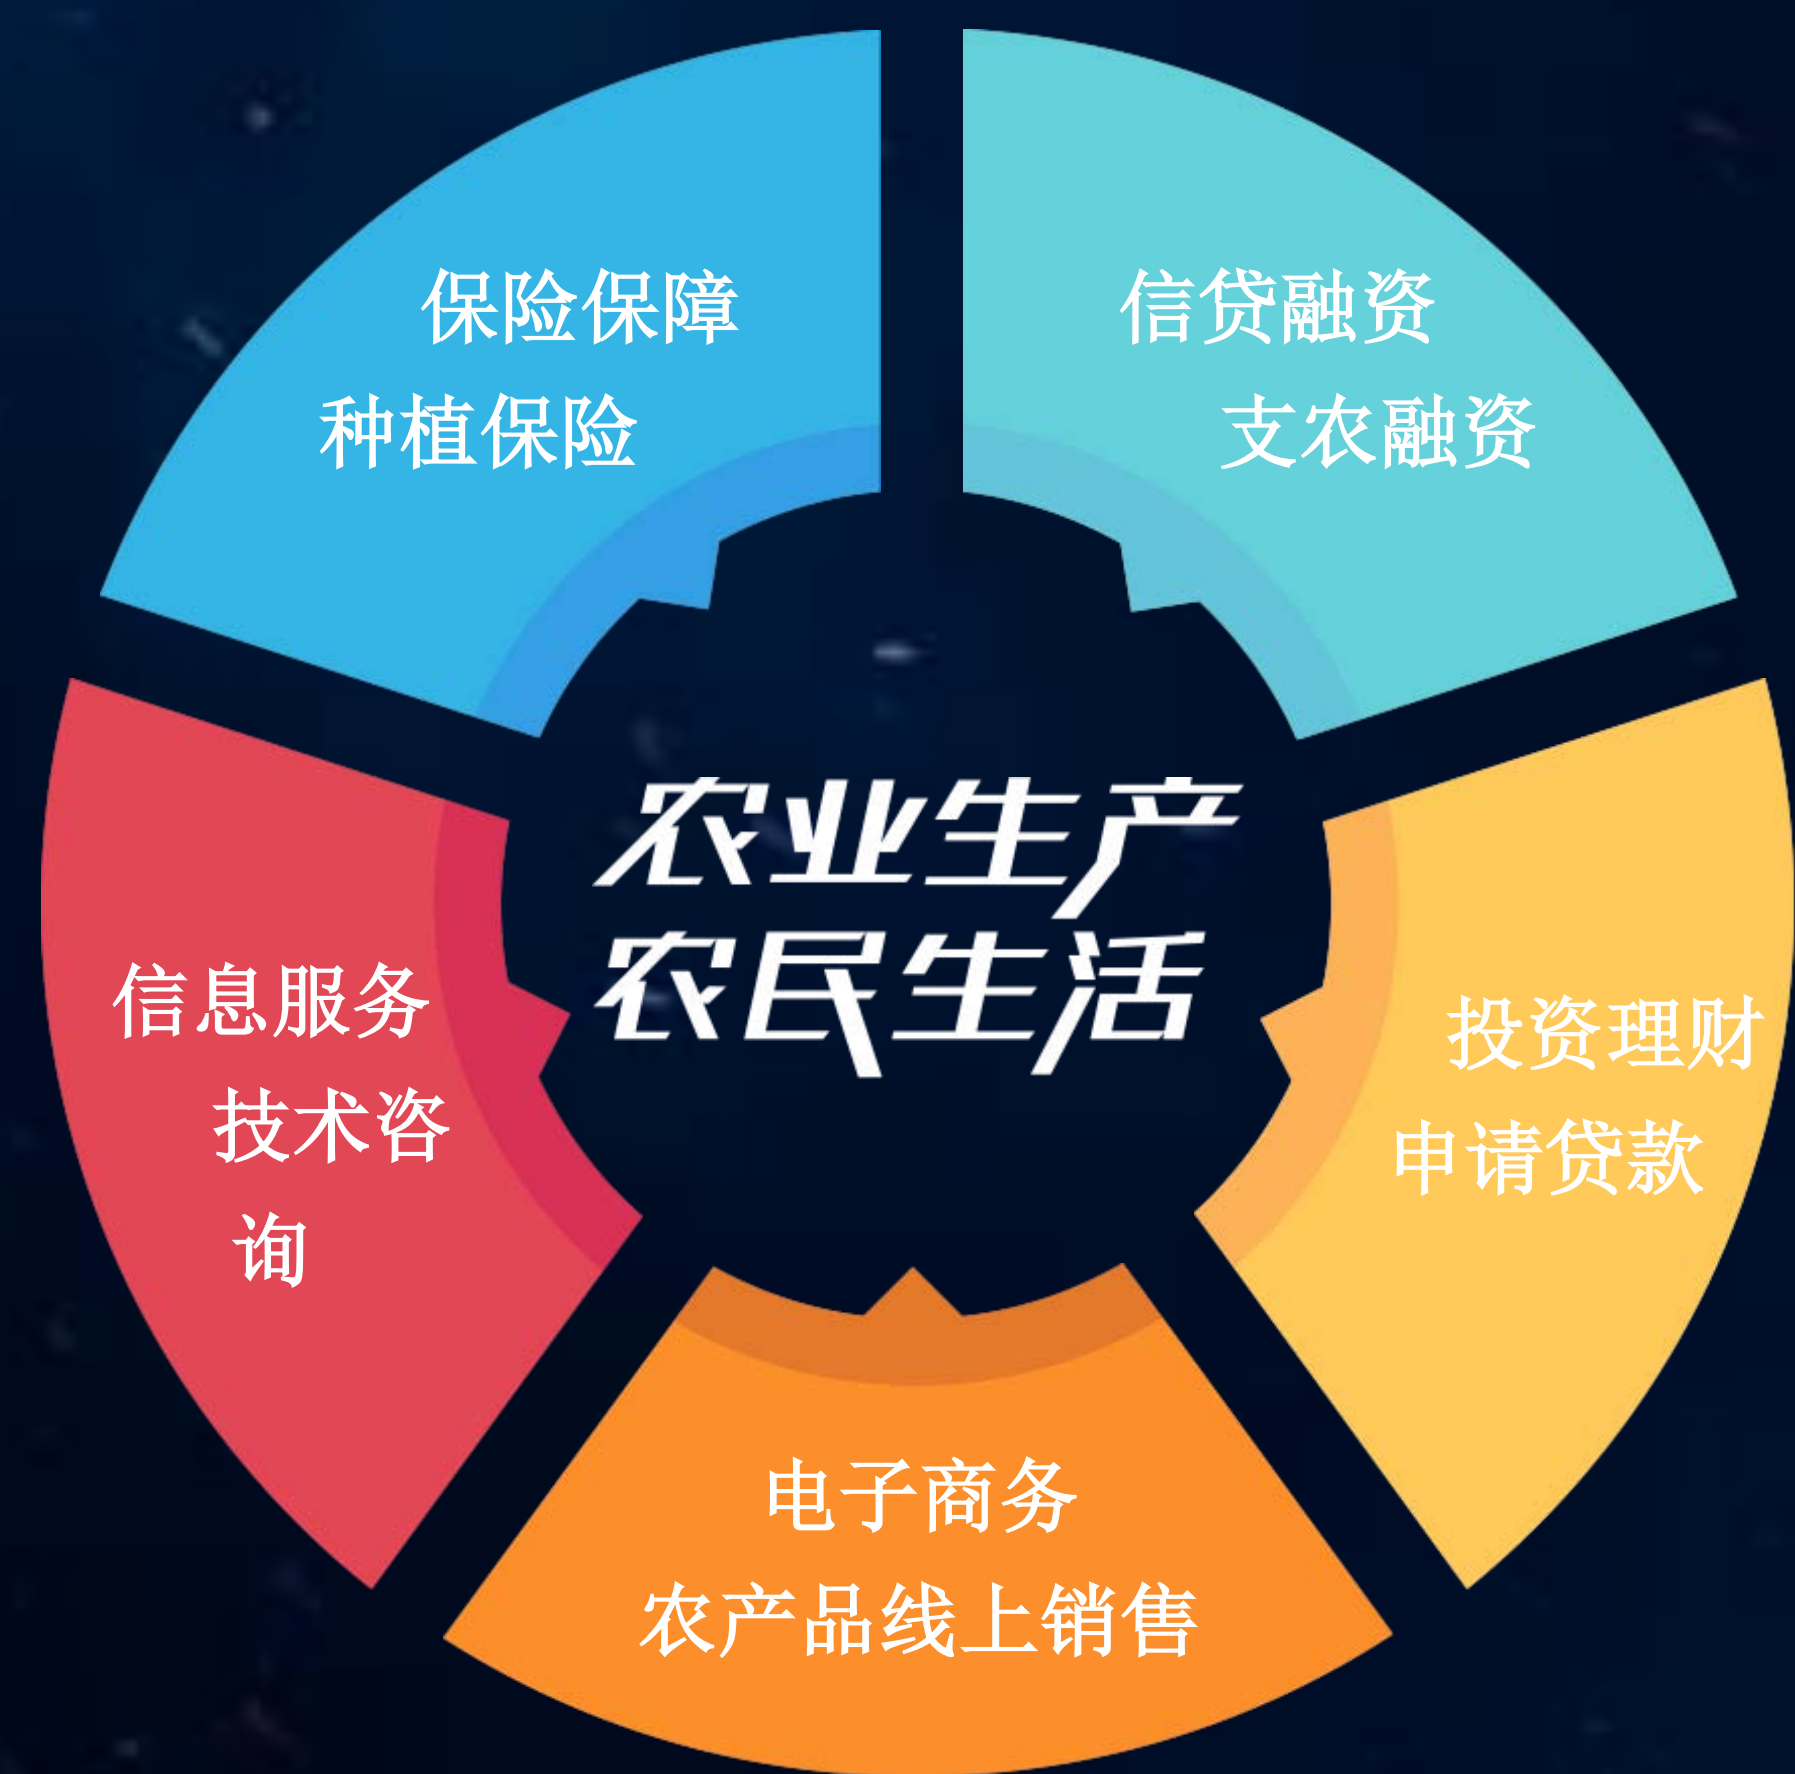 保险保障
种植保险
信贷融资
支农融资
农业生产
农民生活
信息服务
技术咨
询
投资理财
申请贷款
电子商务
农产品线上销售